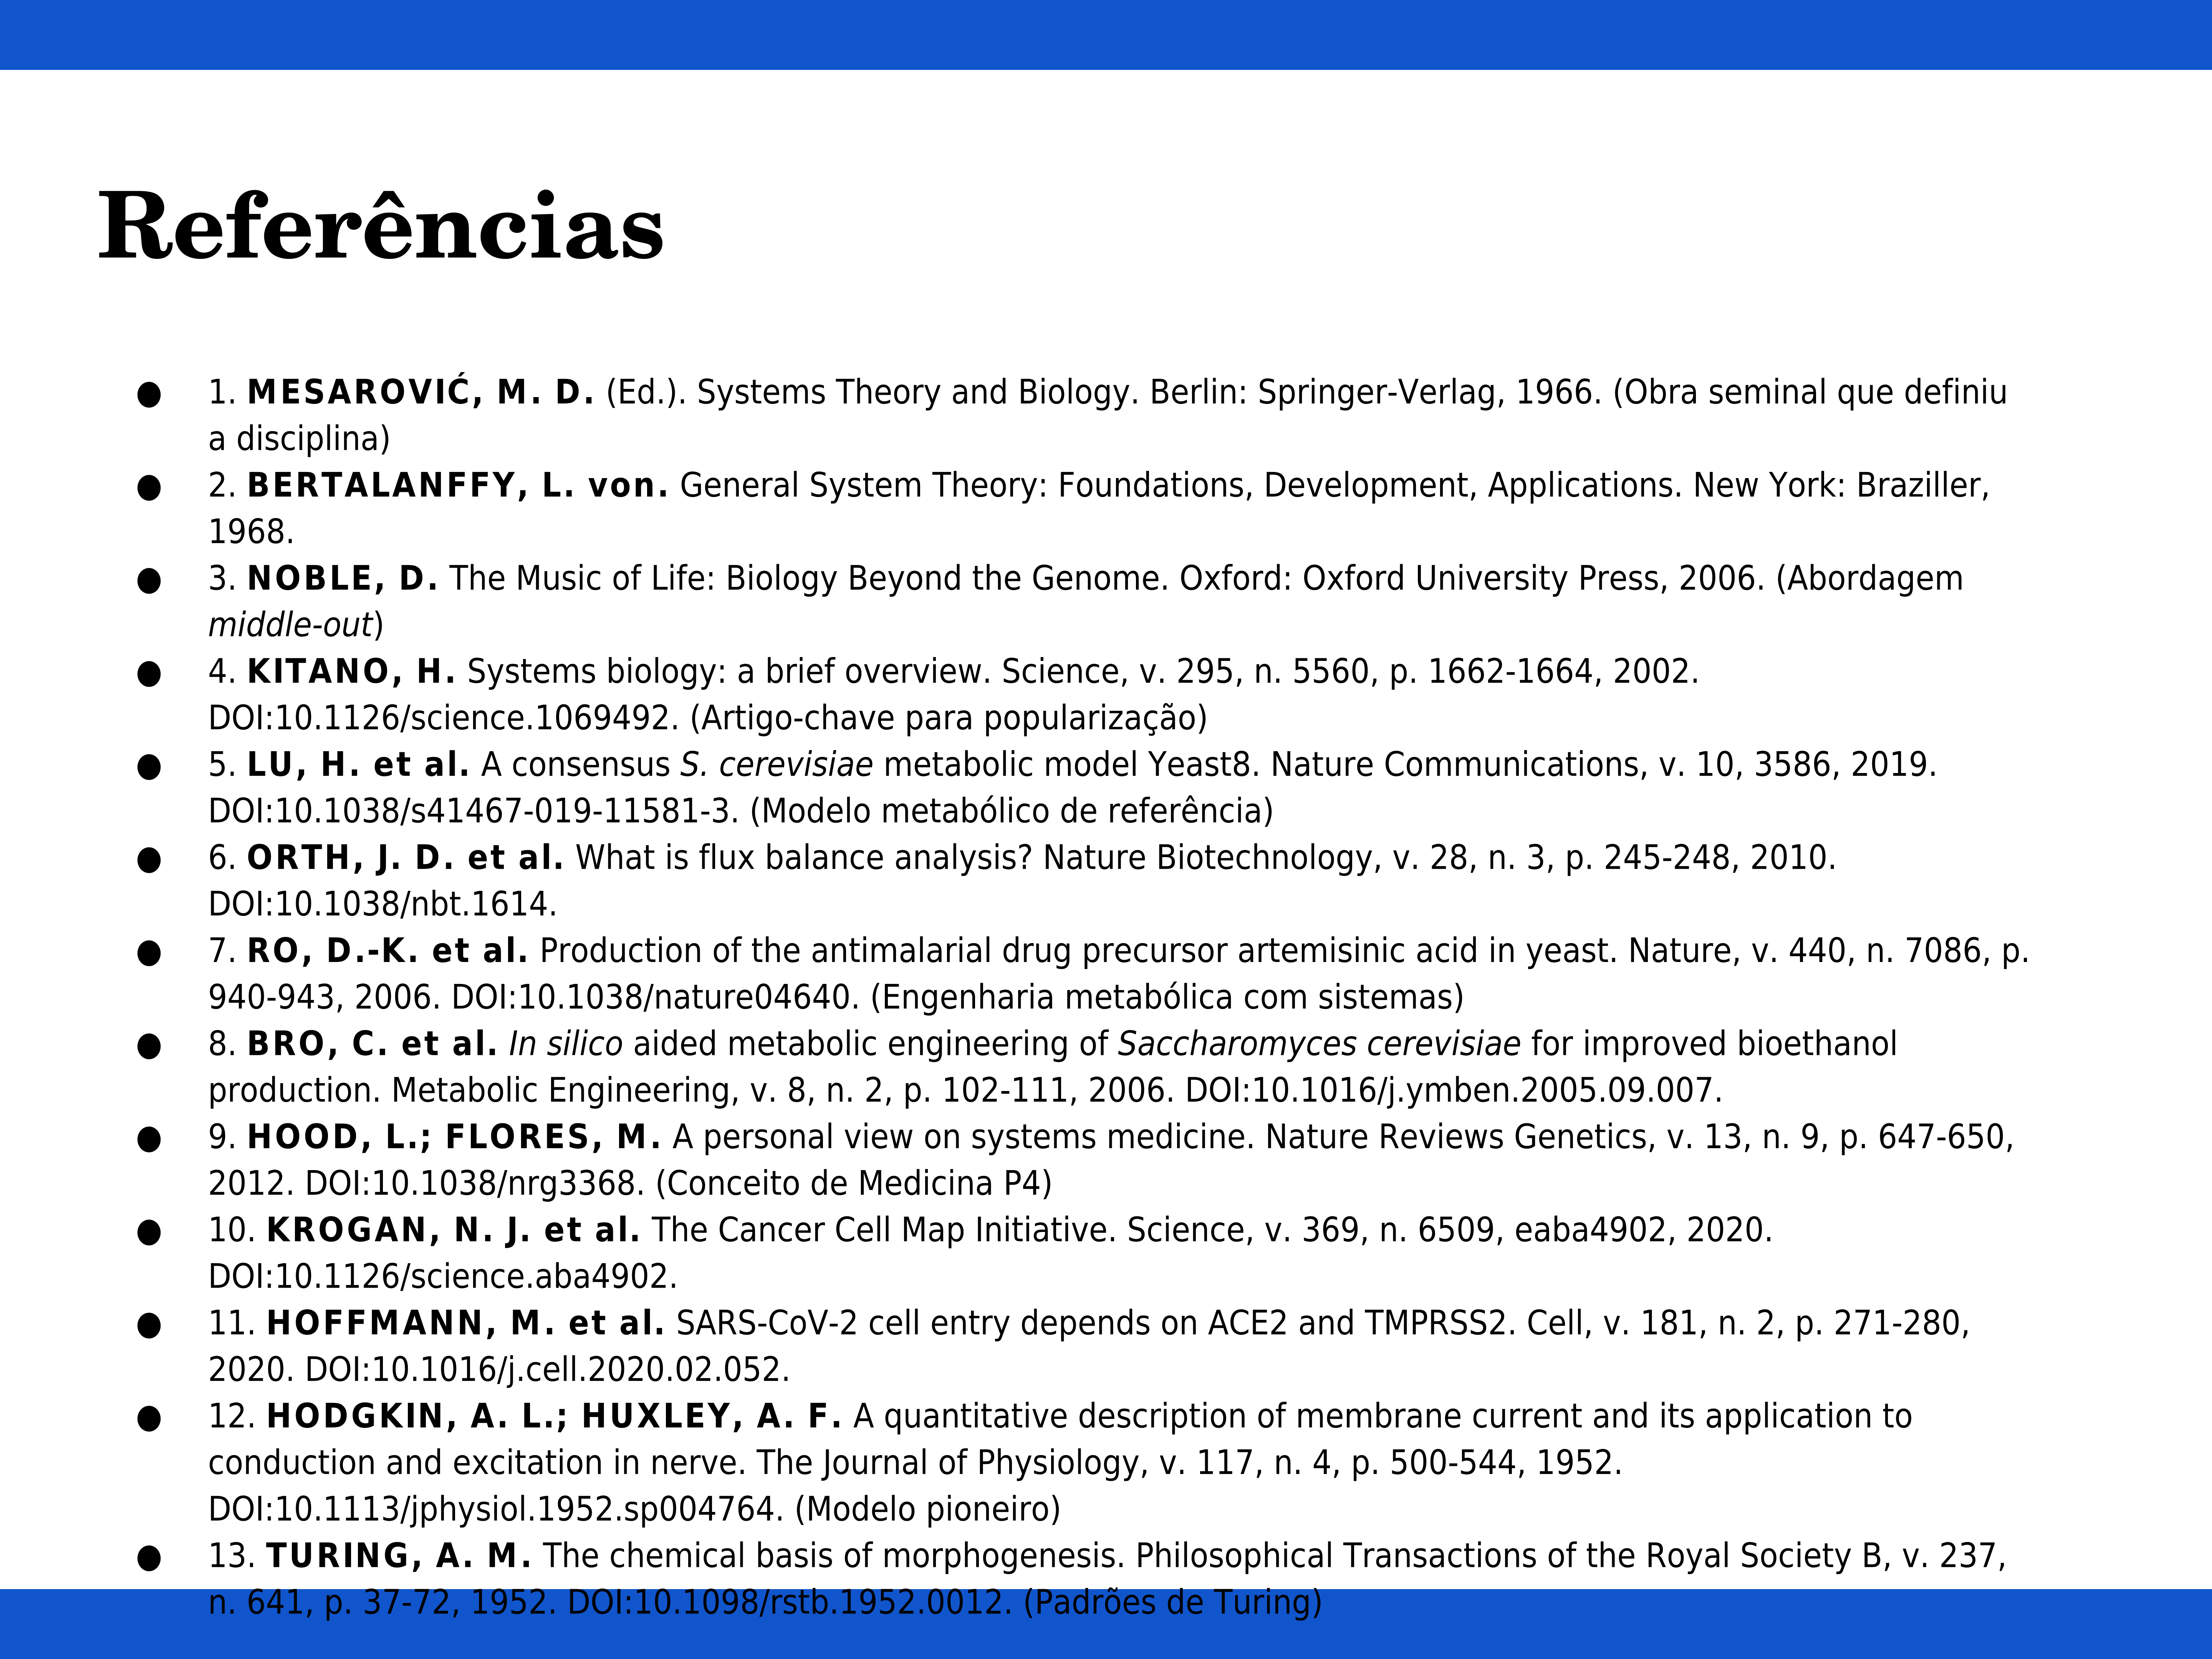 Referências
● 1. MESAROVIĆ, M. D. (Ed.). Systems Theory and Biology. Berlin: Springer-Verlag, 1966. (Obra seminal que definiu
a disciplina)
● 2. BERTALANFFY, L. von. General System Theory: Foundations, Development, Applications. New York: Braziller,
1968.
● 3. NOBLE, D. The Music of Life: Biology Beyond the Genome. Oxford: Oxford University Press, 2006. (Abordagem
middle-out)
● 4. KITANO, H. Systems biology: a brief overview. Science, v. 295, n. 5560, p. 1662-1664, 2002.
DOI:10.1126/science.1069492. (Artigo-chave para popularização)
● 5. LU, H. et al. A consensus S. cerevisiae metabolic model Yeast8. Nature Communications, v. 10, 3586, 2019.
DOI:10.1038/s41467-019-11581-3. (Modelo metabólico de referência)
● 6. ORTH, J. D. et al. What is flux balance analysis? Nature Biotechnology, v. 28, n. 3, p. 245-248, 2010.
DOI:10.1038/nbt.1614.
● 7. RO, D.-K. et al. Production of the antimalarial drug precursor artemisinic acid in yeast. Nature, v. 440, n. 7086, p.
940-943, 2006. DOI:10.1038/nature04640. (Engenharia metabólica com sistemas)
● 8. BRO, C. et al. In silico aided metabolic engineering of Saccharomyces cerevisiae for improved bioethanol
production. Metabolic Engineering, v. 8, n. 2, p. 102-111, 2006. DOI:10.1016/j.ymben.2005.09.007.
● 9. HOOD, L.; FLORES, M. A personal view on systems medicine. Nature Reviews Genetics, v. 13, n. 9, p. 647-650,
2012. DOI:10.1038/nrg3368. (Conceito de Medicina P4)
● 10. KROGAN, N. J. et al. The Cancer Cell Map Initiative. Science, v. 369, n. 6509, eaba4902, 2020.
DOI:10.1126/science.aba4902.
● 11. HOFFMANN, M. et al. SARS-CoV-2 cell entry depends on ACE2 and TMPRSS2. Cell, v. 181, n. 2, p. 271-280,
2020. DOI:10.1016/j.cell.2020.02.052.
● 12. HODGKIN, A. L.; HUXLEY, A. F. A quantitative description of membrane current and its application to
conduction and excitation in nerve. The Journal of Physiology, v. 117, n. 4, p. 500-544, 1952.
DOI:10.1113/jphysiol.1952.sp004764. (Modelo pioneiro)
● 13. TURING, A. M. The chemical basis of morphogenesis. Philosophical Transactions of the Royal Society B, v. 237,
n. 641, p. 37-72, 1952. DOI:10.1098/rstb.1952.0012. (Padrões de Turing)